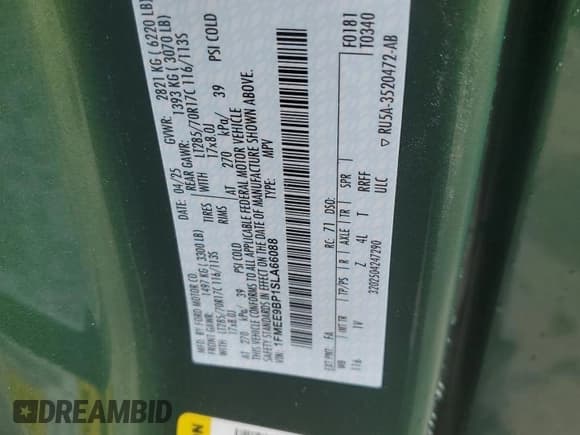 MFD. BY FORD MOTOR CO.
DATE: 04/25 GVWR: 2821 KG ( 6220 LB)
FRONT GAWR: 1497 KG ( 3300 LB) REAR GAWR: 1393 KG ( 3070 LB)
WITH LT285/70R17C 116/113S TIRES WITH LT285/70R17C 116/113S
17x8.0J RIMS 17x8.0J
AT 270 kPa/ 39 PSI COLD AT 270 kPa/ 39 PSI COLD
THIS VEHICLE CONFORMS TO ALL APPLICABLE FEDERAL MOTOR VEHICLE
SAFETY STANDARDS IN EFFECT ON THE DATE OF MANUFACTURE SHOWN ABOVE.
VIN: 1FMEE9BP1SLA66088 TYPE: MPV
F0181
T0340
EXT PNT: FA RC: 71 DSO:
WB INT TR TP/PS R AXLE TR SPR
116 1V Z 4L T RRFF
3202504247290 ULC
▽ RU5A-3520472-AB
DREAMBID